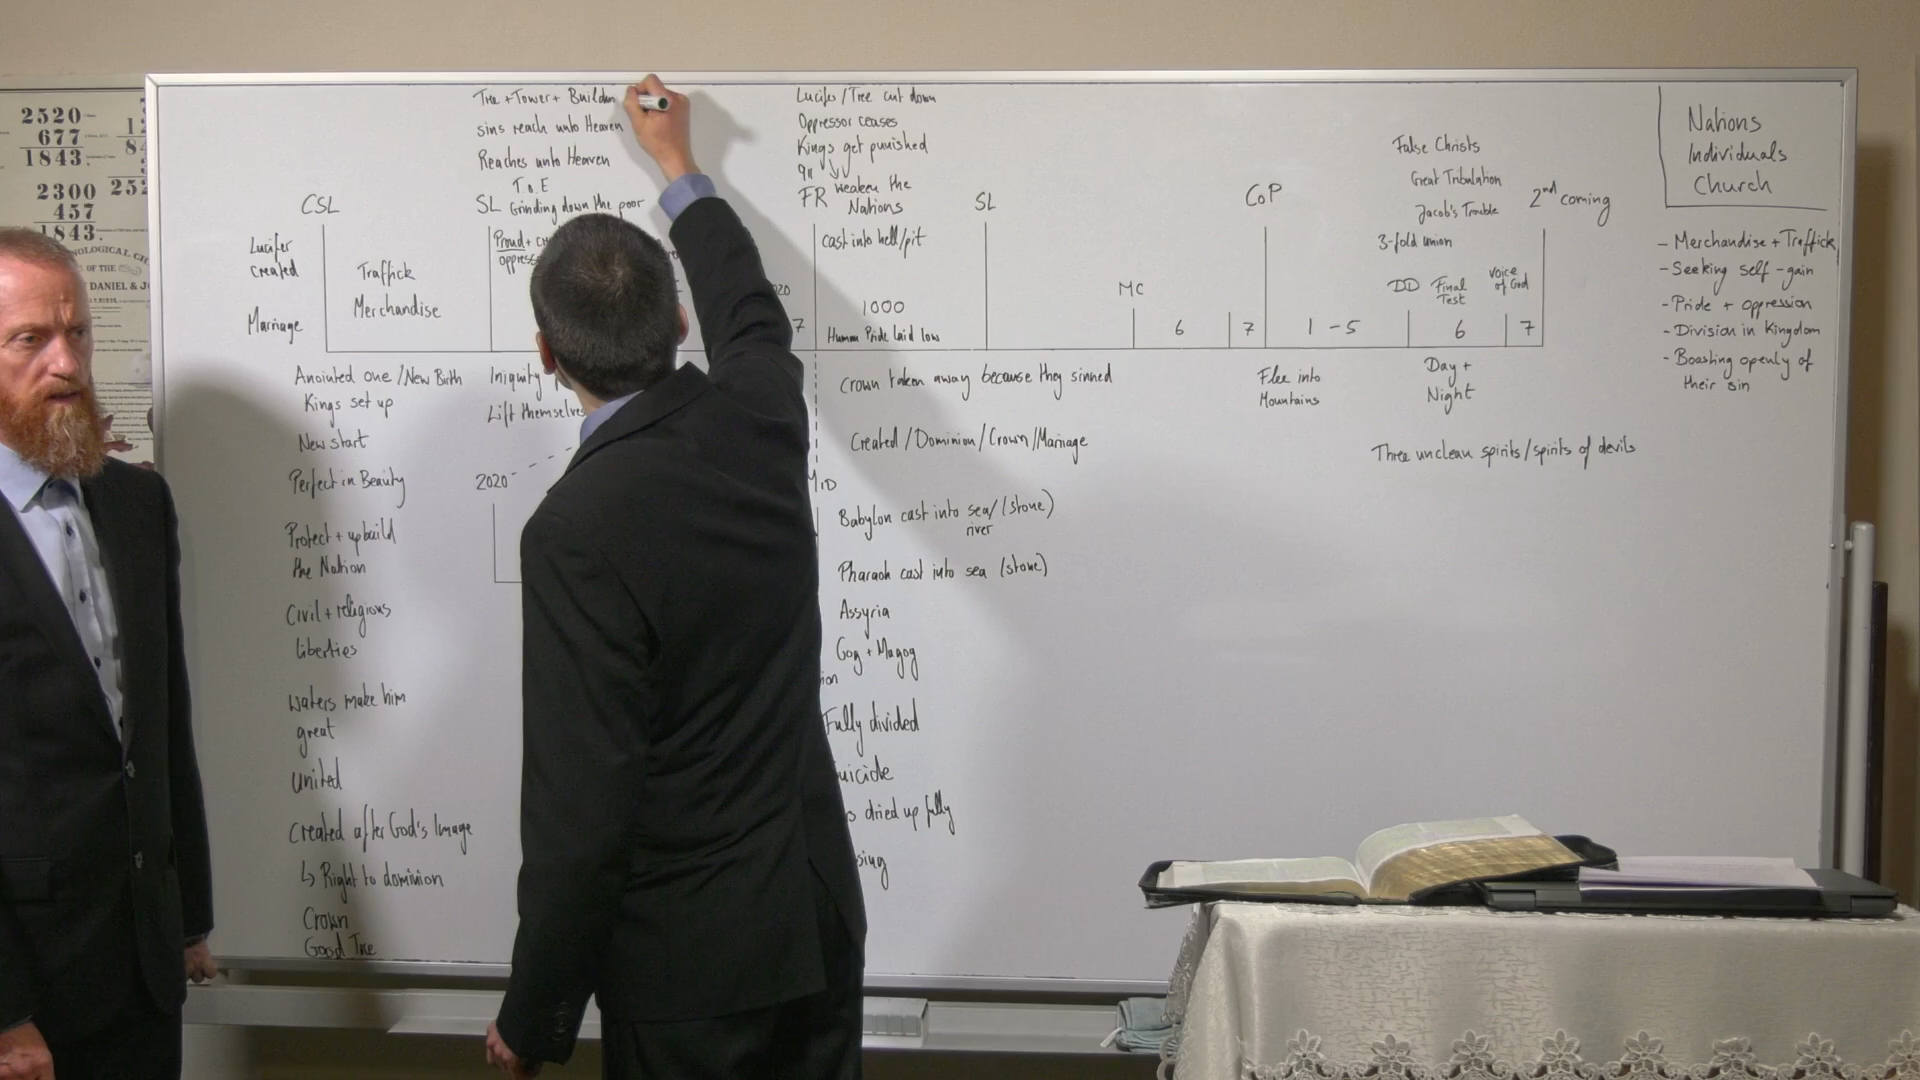 2520
677
1843.
2300
457
1843.
252
OF THE
DANIEL &
Tree + Tower +
sins reach unto Heaven
Reaches unto Heaven
T o E
SL Grinding down the poor
Lucifer/Tree cut down
Oppressor ceases
Kings get punished
911
weaken the
FR Nations
CSL
SL
CoP
False Christs
Great Tribulation
Jacob's Trouble
2nd coming
Nations
Individuals
Church
Lucifer
created
Marriage
Traffick
Merchandise
Proud +
cast into hell/pit
1000
Human Pride laid low
7
MC
6
7
1 - 5
3-fold union
DD Final Test
voice of God
6
7
- Merchandise + Traffick
- Seeking self-gain
- Pride + oppression
- Division in Kingdom
- Boasting openly of
their sin
Anointed one/New Birth
Kings set up
New start
Perfect in Beauty
Protect + upbuild
the Nation
Civil + religious
liberties
waters make him
great
United
Created after God's Image
↳ Right to dominion
Crown
Good Tree
Iniquity
Lift themselves
2020
Crown taken away because they sinned
Created/Dominion/Crown/Marriage
Babylon cast into sea/(stone)
river
Pharaoh cast into sea (stone)
Assyria
Gog + Magog
Fully divided
dried up fully
Flee into
Mountains
Day +
Night
Three unclean spirits/spirits of devils